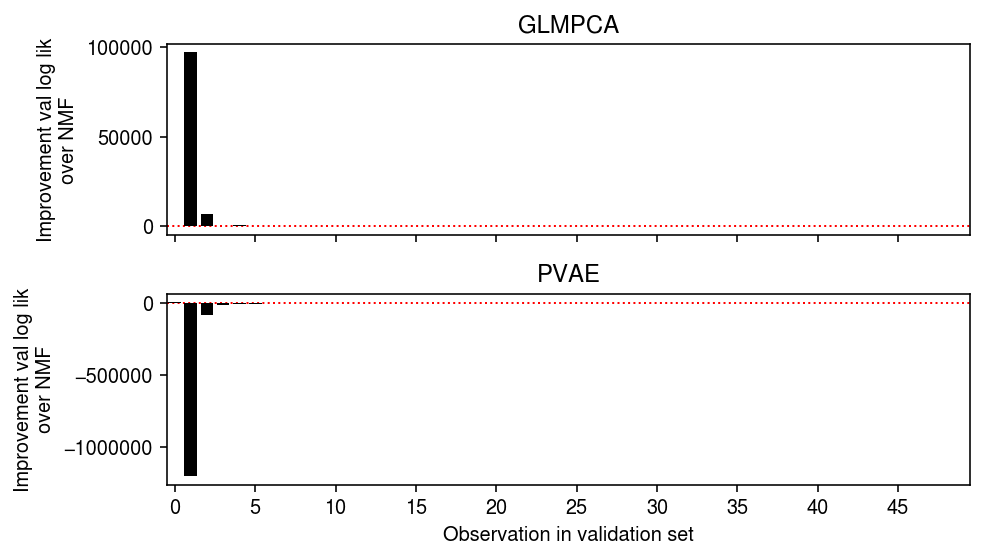 GLMPCA
Improvement val log lik
over NMF
100000
50000
0
PVAE
Improvement val log lik
over NMF
0
−500000
−1000000
0 5 10 15 20 25 30 35 40 45
Observation in validation set